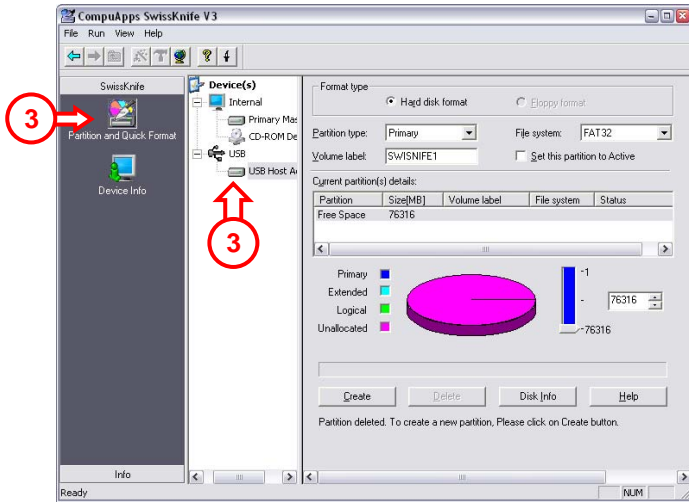 CompuApps SwissKnife V3
File Run View Help
SwissKnife
Partition and Quick Format
Device Info
Info
3
Device(s)
Internal
Primary Mas
CD-ROM De
USB
USB Host A
3
Format type
Hard disk format
Floppy format
Partition type: Primary File system: FAT32
Volume label: SWISNIFE1 Set this partition to Active
Current partition(s) details:
Partition Size[MB] Volume label File system Status
Free Space 76316
Primary
Extended
Logical
Unallocated
-1
-
-76316
76316
Create Delete Disk Info Help
Partition deleted. To create a new partition, Please click on Create button.
Ready NUM